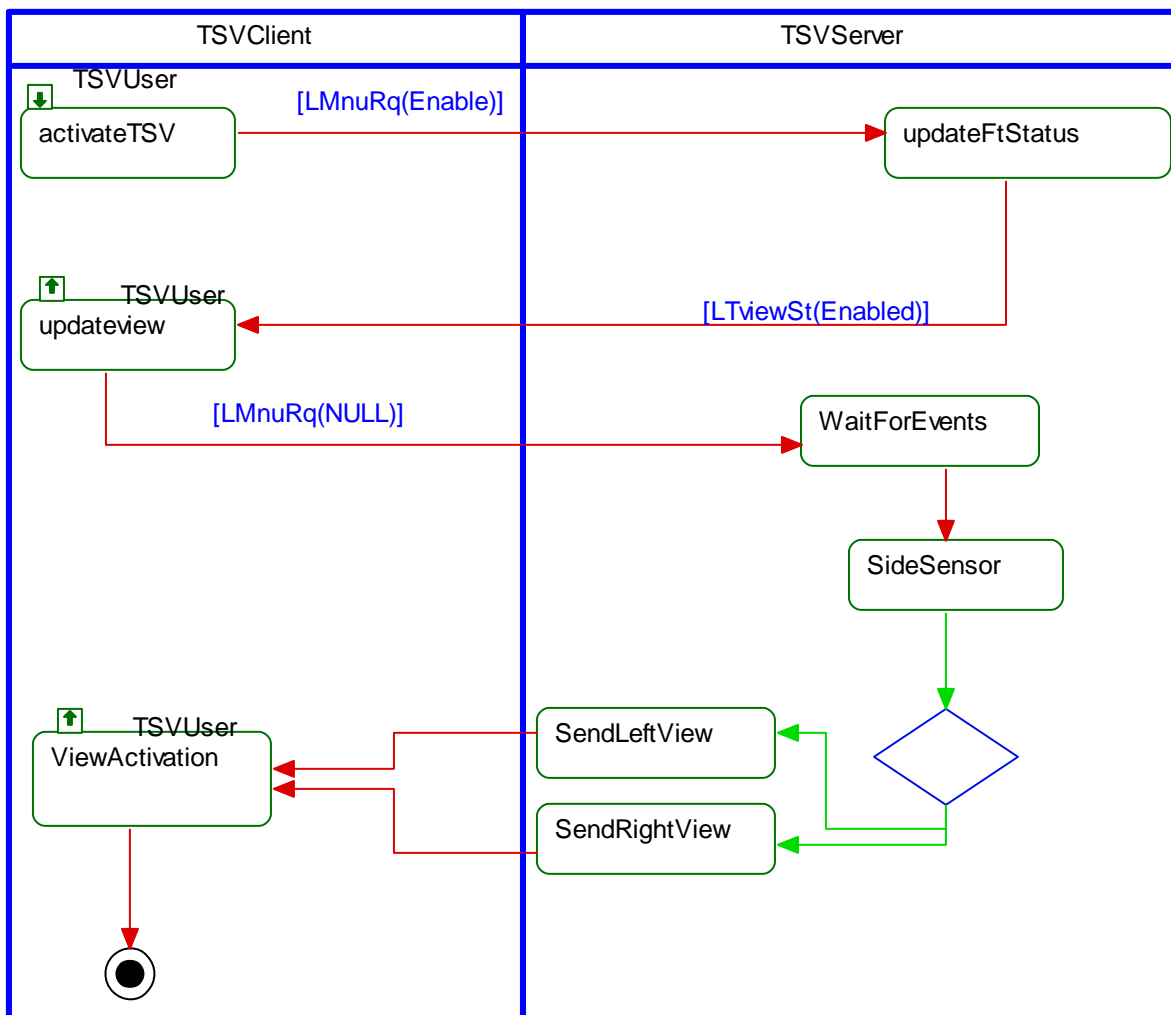 TSVClient
TSVServer
TSVUser
[LMnuRq(Enable)]
activateTSV
updateFtStatus
TSVUser
[LTviewSt(Enabled)]
updateview
[LMnuRq(NULL)]
WaitForEvents
SideSensor
TSVUser
ViewActivation
SendLeftView
SendRightView